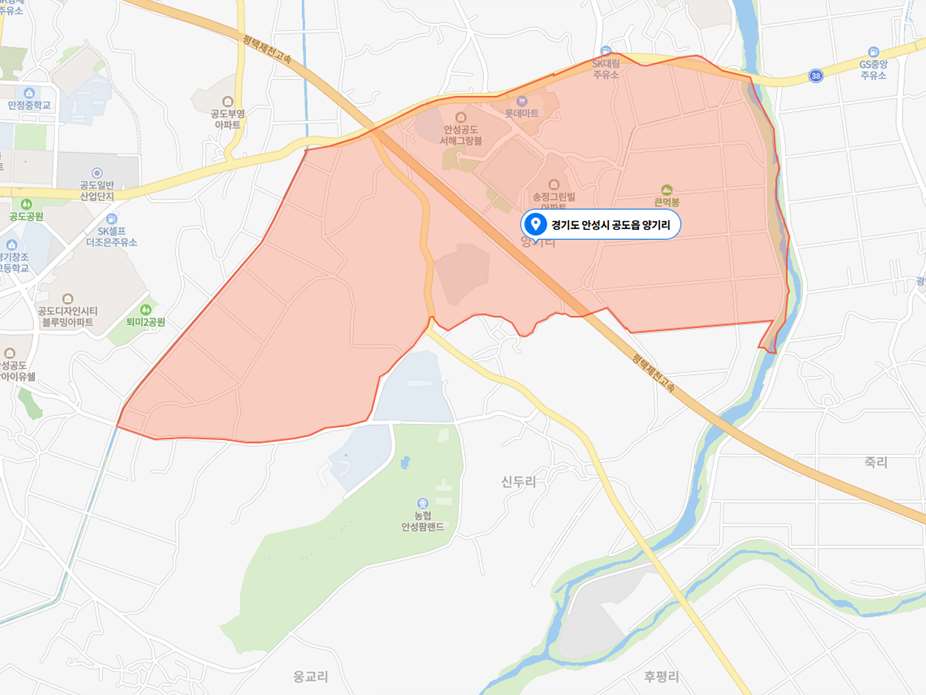 주유소
평택제천고속
SK대림
주유소
GS중앙
주유소
38
만정중학교
공도부영
아파트
롯데마트
안성공도
서해그랑블
공도일반
산업단지
송정그린빌
아파트
큰먹봉
공도공원
SK셀프
더조은주유소
경기도 안성시 공도읍 양기리
양기리
경기창조
고등학교
공도디자인시티
블루밍아파트
퇴미2공원
안성공도
평택제천고속
죽리
신두리
농협
안성팜랜드
웅교리
후평리